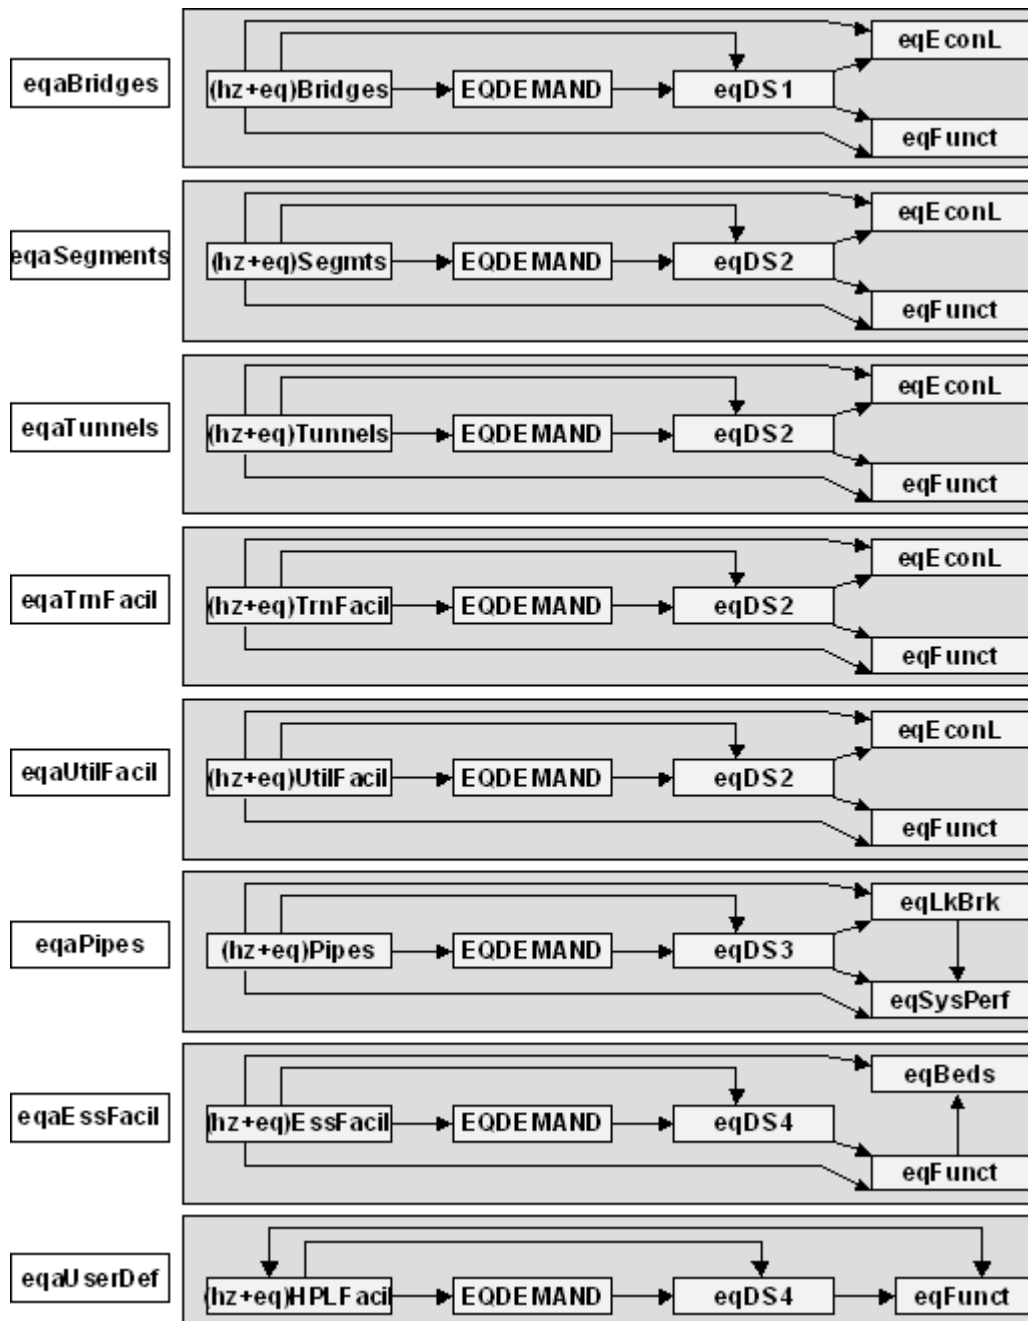 eqaBridges
(hz+eq)Bridges
EQDEMAND
eqDS1
eqEconL
eqFunct
eqaSegments
(hz+eq)Segmts
EQDEMAND
eqDS2
eqEconL
eqFunct
eqaTunnels
(hz+eq)Tunnels
EQDEMAND
eqDS2
eqEconL
eqFunct
eqaTrnFacil
(hz+eq)TrnFacil
EQDEMAND
eqDS2
eqEconL
eqFunct
eqaUtilFacil
(hz+eq)UtilFacil
EQDEMAND
eqDS2
eqEconL
eqFunct
eqaPipes
(hz+eq)Pipes
EQDEMAND
eqDS3
eqLkBrk
eqSysPerf
eqaEssFacil
(hz+eq)EssFacil
EQDEMAND
eqDS4
eqBeds
eqFunct
eqaUserDef
(hz+eq)HPLFacil
EQDEMAND
eqDS4
eqFunct